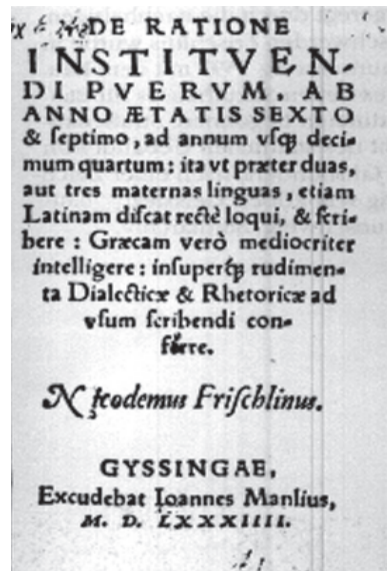 DE RATIONE
INSTITVEN-
DI PVERVM, AB
ANNO ÆTATIS SEXTO
& ſeptimo, ad annum vſqꝫ deci-
mum quartum: ita vt præter duas,
aut tres maternas linguas, etiam
Latinam diſcat rectè loqui, & ſcri-
bere: Græcam verò mediocriter
intelligere: inſuperqꝫ rudimen-
ta Dialecticæ & Rhetoricæ ad
vſum ſcribendi con-
ferre.
Nicodemus Friſchlinus.
GYSSINGAE,
Excudebat Ioannes Manlius,
M. D. LXXXIIII.